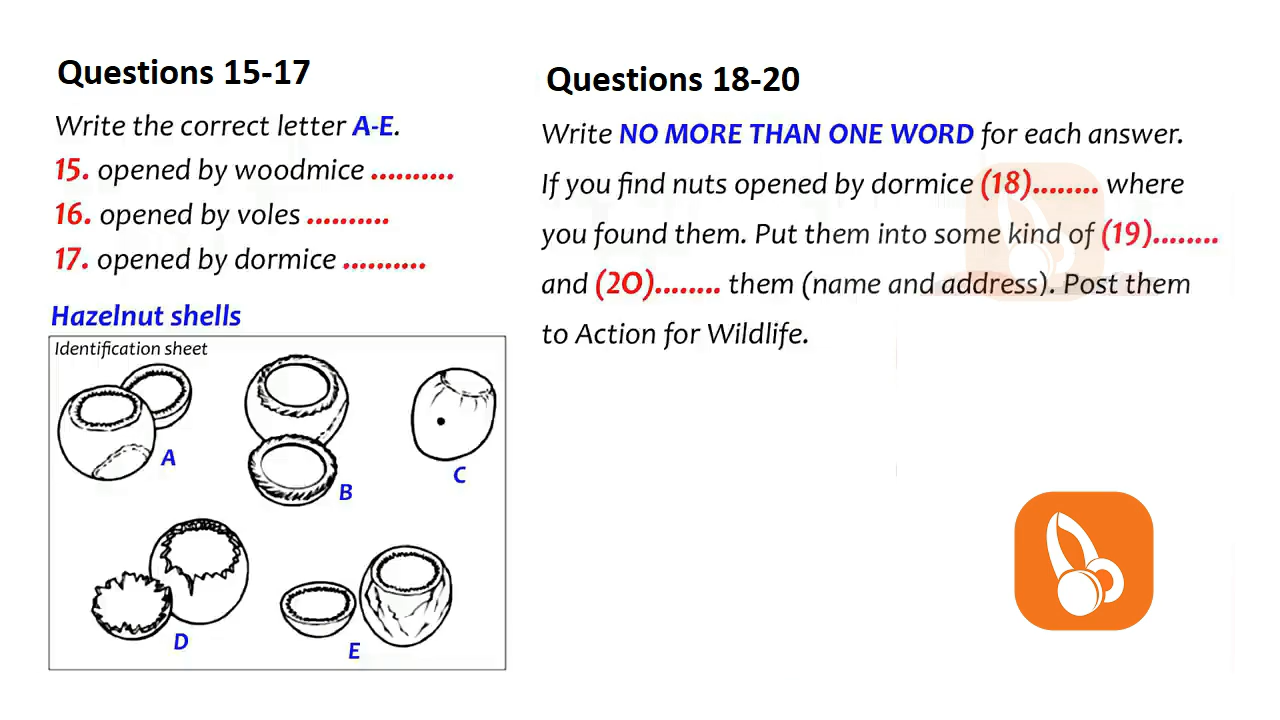 Questions 15-17
Write the correct letter A-E.
15. opened by woodmice ..........
16. opened by voles ..........
17. opened by dormice ..........
Hazelnut shells
Identification sheet
A
B
C
D
E
Questions 18-20
Write NO MORE THAN ONE WORD for each answer.
If you find nuts opened by dormice (18)........ where
you found them. Put them into some kind of (19)........
and (20)........ them (name and address). Post them
to Action for Wildlife.